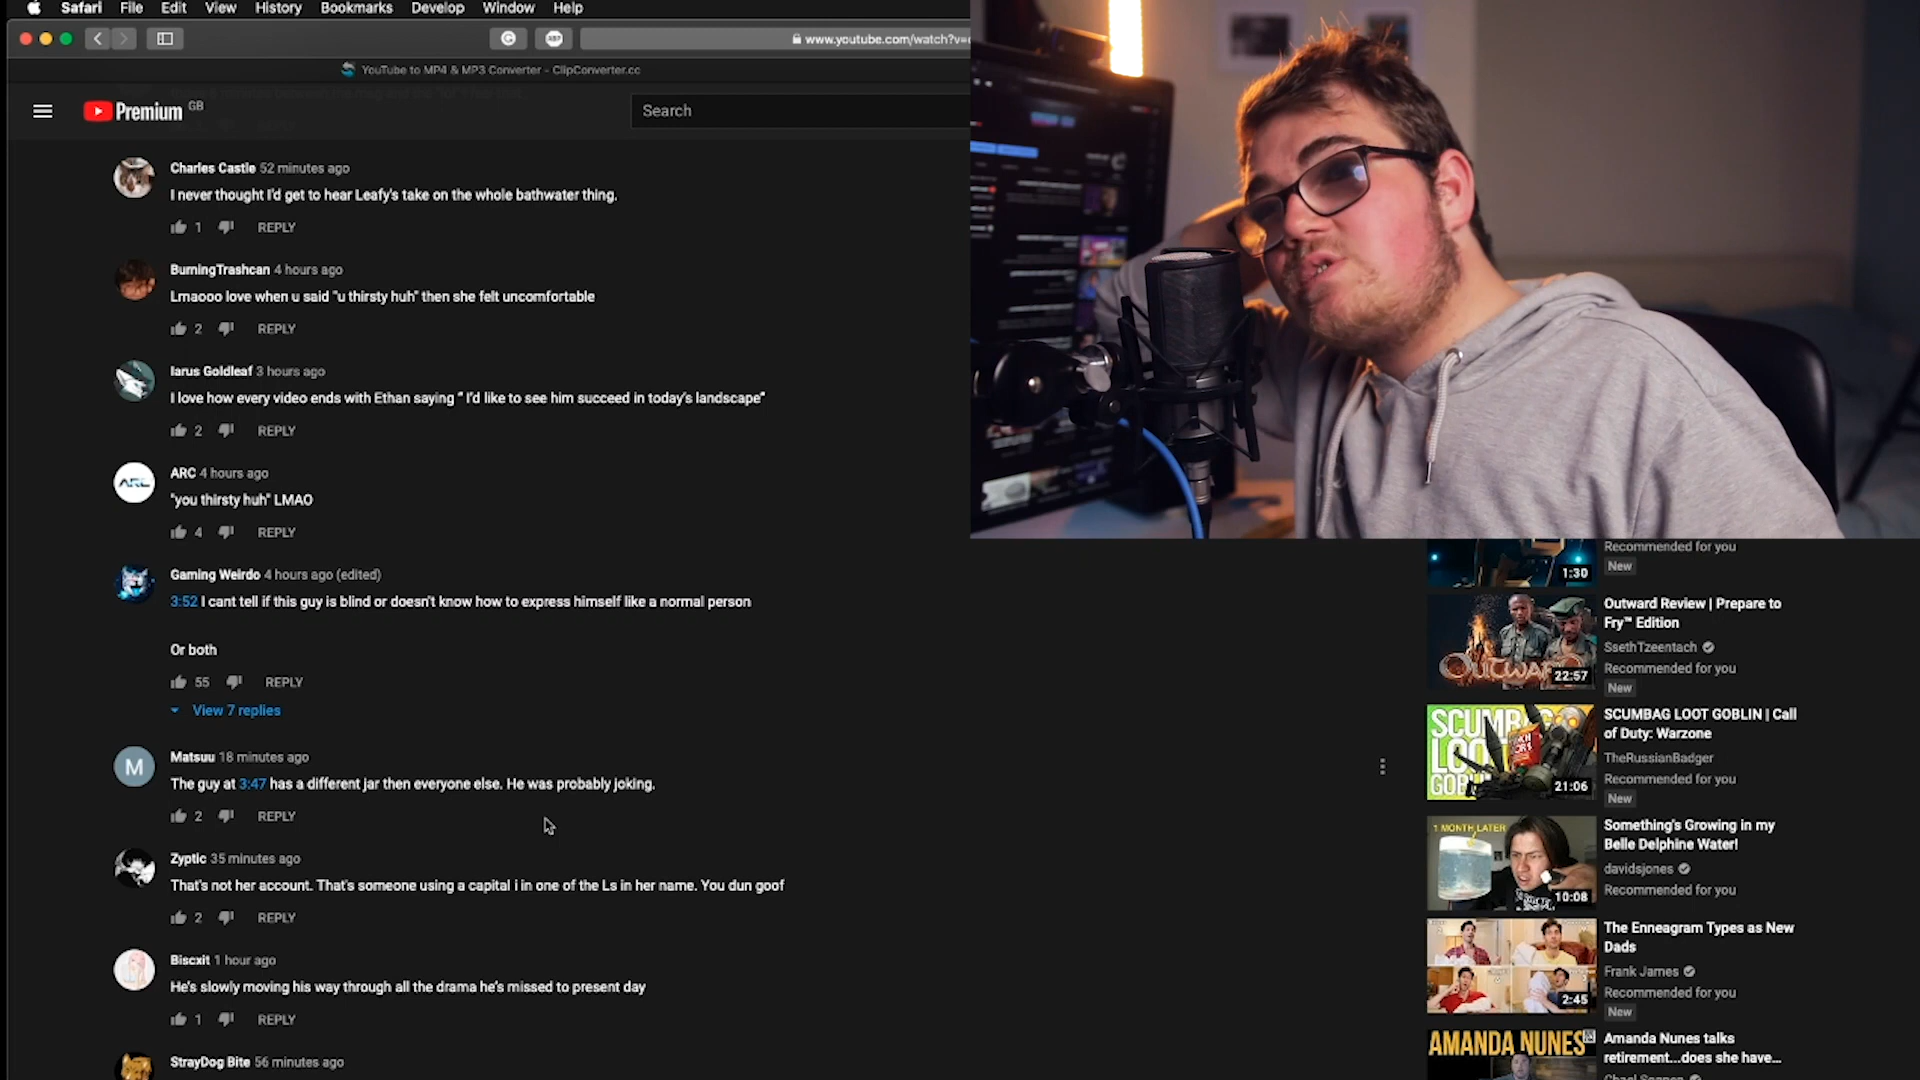 Safari File Edit View History Bookmarks Develop Window Help
www.youtube.com/watch?v=
YouTube to MP4 & MP3 Converter - ClipConverter.cc
Premium GB
Search
Charles Castle 52 minutes ago
I never thought I'd get to hear Leafy's take on the whole bathwater thing.
1 REPLY
BurningTrashcan 4 hours ago
Lmaooo love when u said "u thirsty huh" then she felt uncomfortable
2 REPLY
Iarus Goldleaf 3 hours ago
I love how every video ends with Ethan saying " I'd like to see him succeed in today's landscape"
2 REPLY
ARC 4 hours ago
"you thirsty huh" LMAO
4 REPLY
Gaming Weirdo 4 hours ago (edited)
3:52 I cant tell if this guy is blind or doesn't know how to express himself like a normal person
Or both
55 REPLY
View 7 replies
M
Matsuu 18 minutes ago
The guy at 3:47 has a different jar then everyone else. He was probably joking.
2 REPLY
Zyptic 35 minutes ago
That's not her account. That's someone using a capital i in one of the Ls in her name. You dun goof
2 REPLY
Biscxit 1 hour ago
He's slowly moving his way through all the drama he's missed to present day
1 REPLY
StrayDog Bite 56 minutes ago
1:30
Recommended for you
New
OUTWARD
22:57
Outward Review | Prepare to
Fry™ Edition
SsethTzeentach
Recommended for you
New
SCUMBAG
LOOT
GOBLIN
21:06
SCUMBAG LOOT GOBLIN | Call
of Duty: Warzone
TheRussianBadger
Recommended for you
New
1 MONTH LATER
10:08
Something's Growing in my
Belle Delphine Water!
davidsjones
Recommended for you
2:45
The Enneagram Types as New
Dads
Frank James
Recommended for you
New
AMANDA NUNES
Amanda Nunes talks
retirement...does she have...